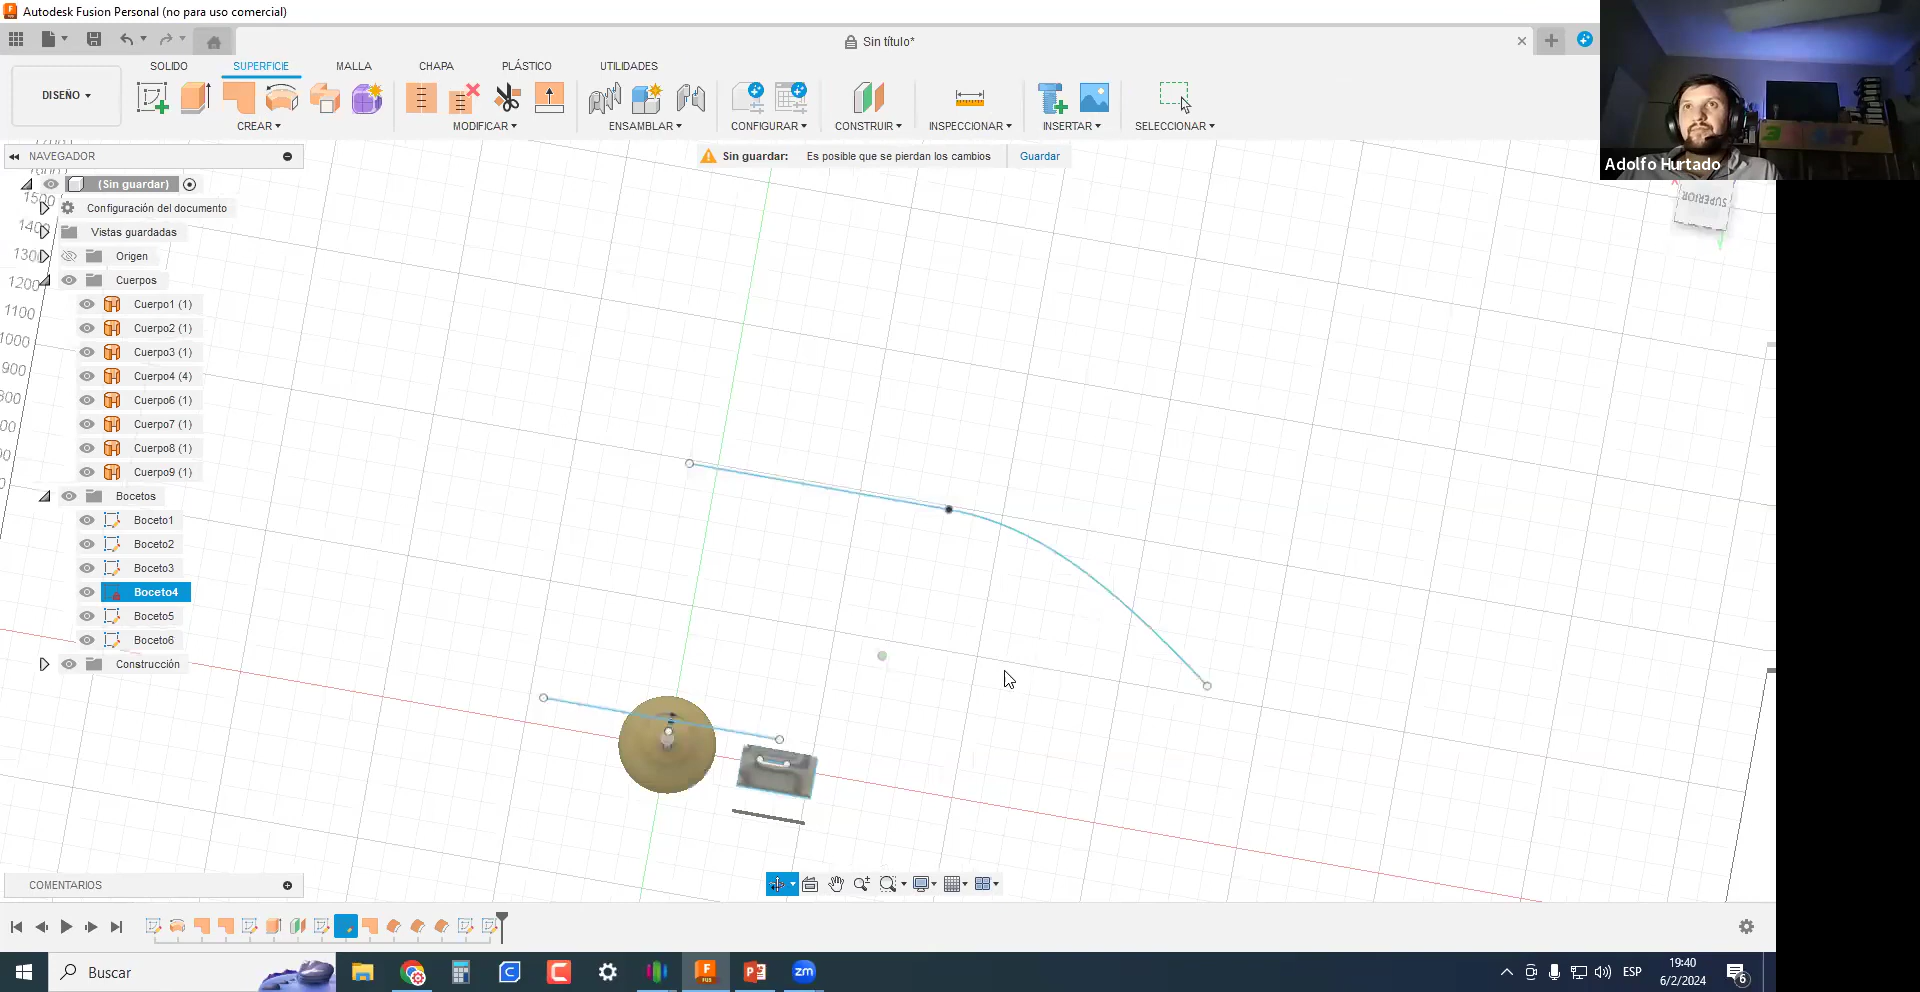 Autodesk Fusion Personal (no para uso comercial)
Sin título*
SOLIDO
SUPERFICIE
MALLA
CHAPA
PLÁSTICO
UTILIDADES
DISEÑO
CREAR
MODIFICAR
ENSAMBLAR
CONFIGURAR
CONSTRUIR
INSPECCIONAR
INSERTAR
SELECCIONAR
Adolfo Hurtado
NAVEGADOR
Sin guardar: Es posible que se pierdan los cambios Guardar
(Sin guardar)
SUPERIOR
Configuración del documento
Vistas guardadas
Origen
Cuerpos
Cuerpo1 (1)
Cuerpo2 (1)
Cuerpo3 (1)
Cuerpo4 (4)
Cuerpo6 (1)
Cuerpo7 (1)
Cuerpo8 (1)
Cuerpo9 (1)
Bocetos
Boceto1
Boceto2
Boceto3
Boceto4
Boceto5
Boceto6
Construcción
1500
1200
1100
COMENTARIOS
Buscar
ESP
19:40
6/2/2024
6
zm
FUS